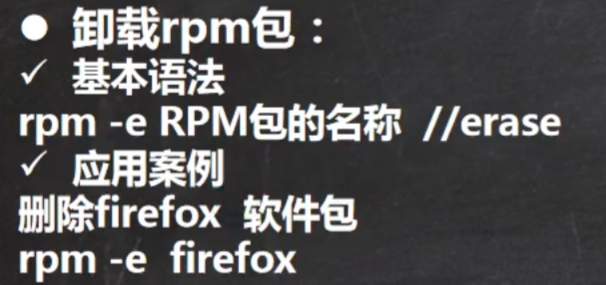 ● 卸载rpm包：
✓ 基本语法
rpm -e RPM包的名称 //erase
✓ 应用案例
删除firefox 软件包
rpm -e firefox